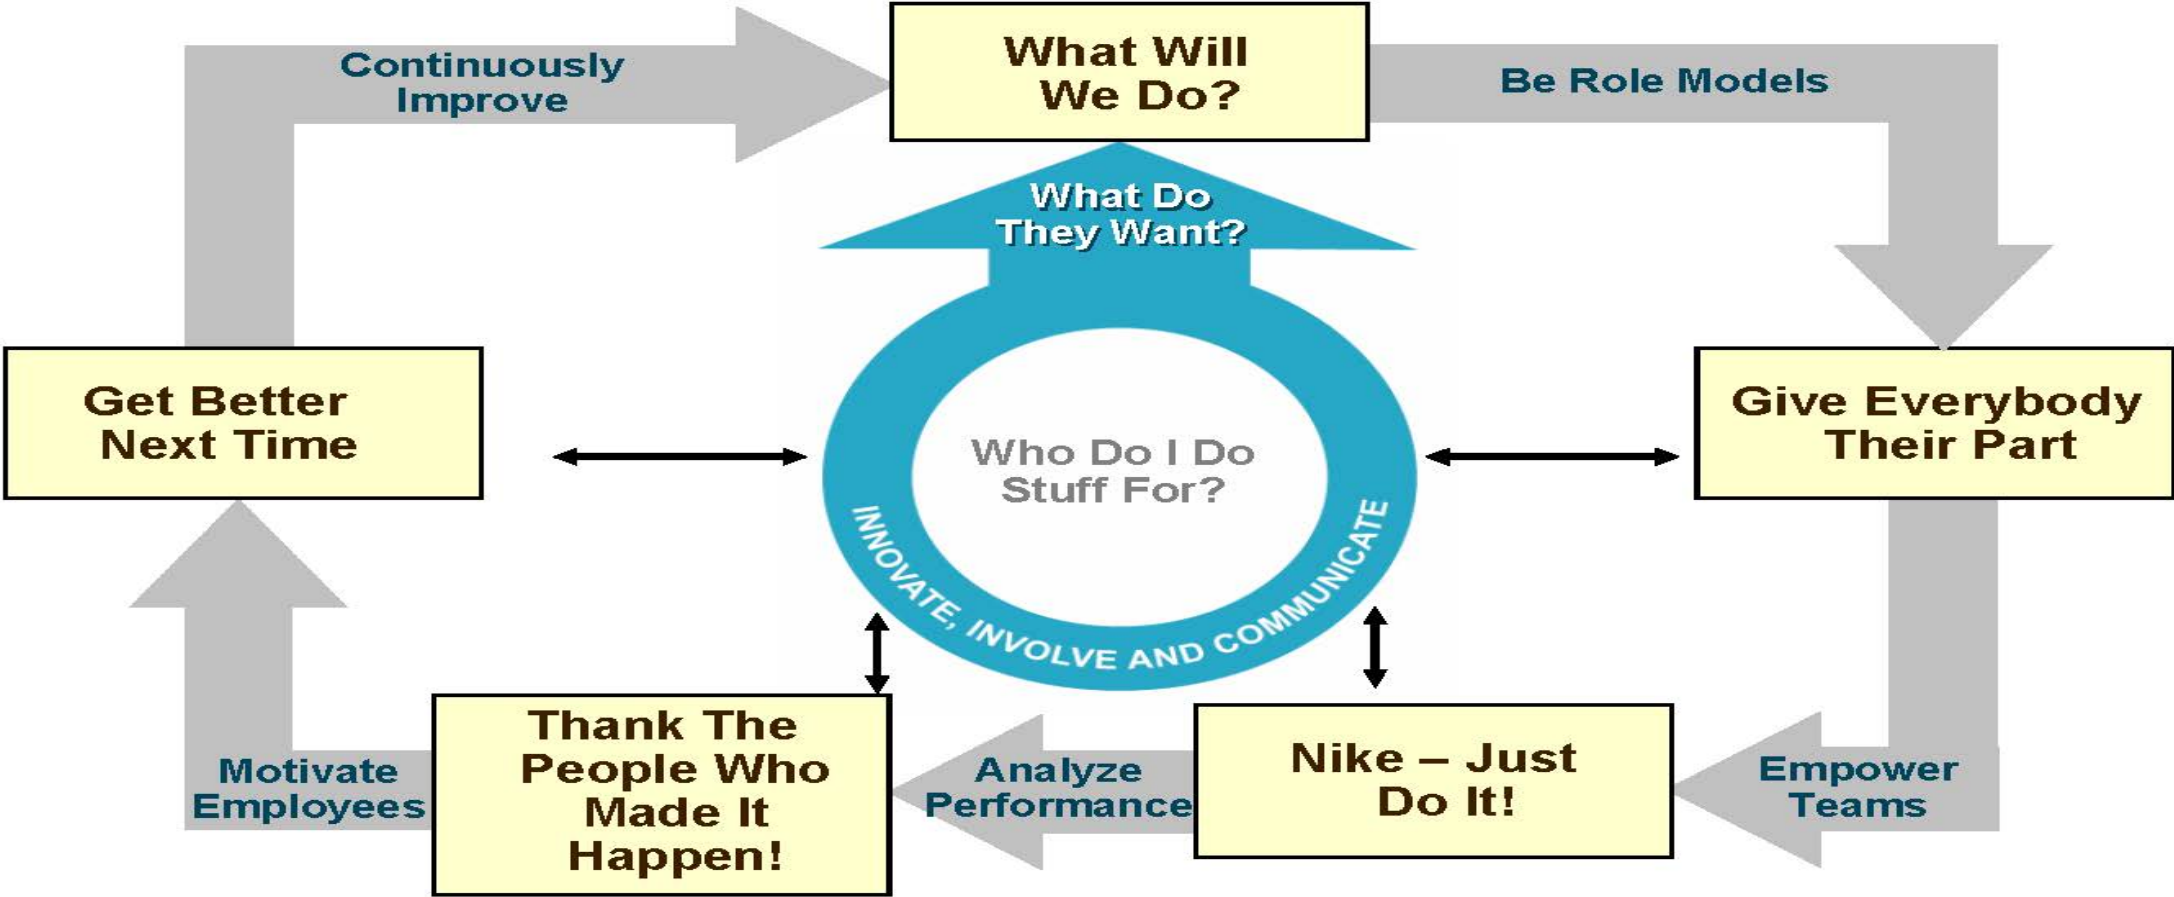 What Will
We Do?
Continuously
Improve
Be Role Models
What Do
They Want?
Get Better
Next Time
Who Do I Do
Stuff For?
Give Everybody
Their Part
INNOVATE, INVOLVE AND COMMUNICATE
Thank The
People Who
Made It
Happen!
Nike – Just
Do It!
Motivate
Employees
Analyze
Performance
Empower
Teams